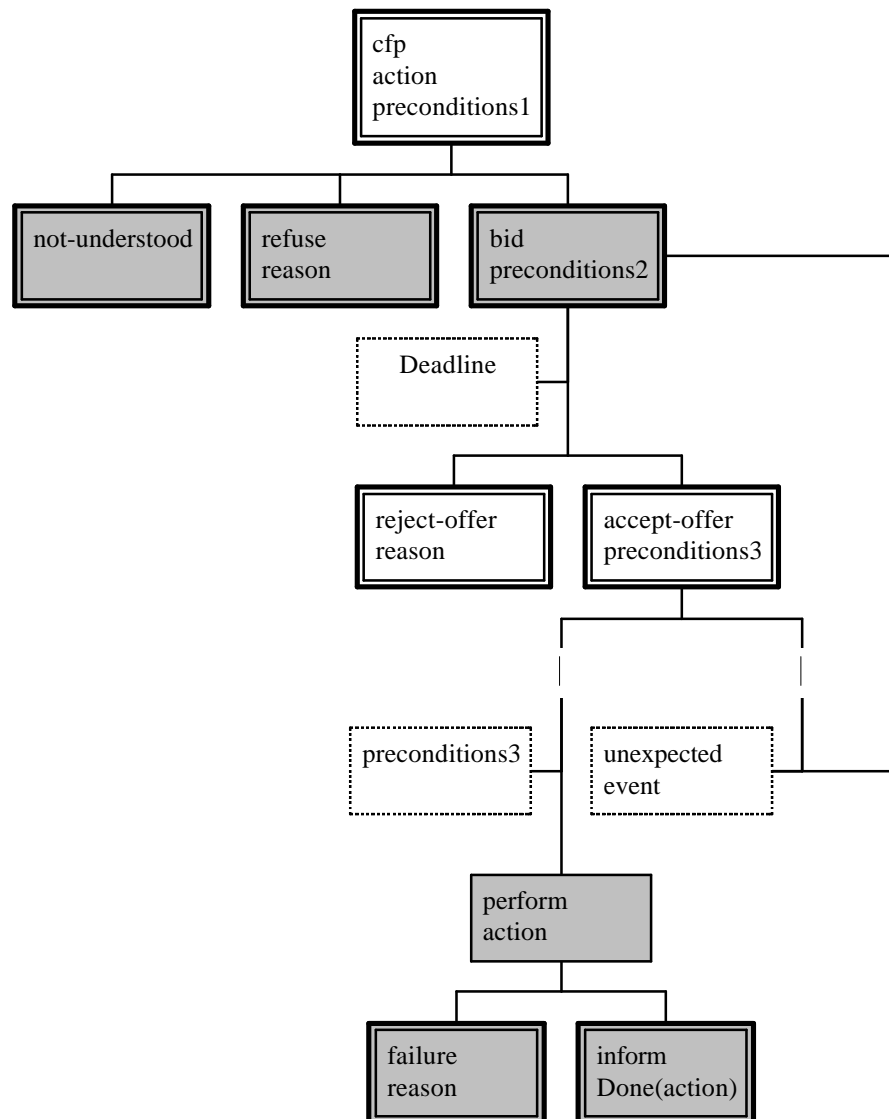 cfp
action
preconditions1
not-understood
refuse
reason
bid
preconditions2
Deadline
reject-offer
reason
accept-offer
preconditions3
preconditions3
unexpected
event
perform
action
failure
reason
inform
Done(action)